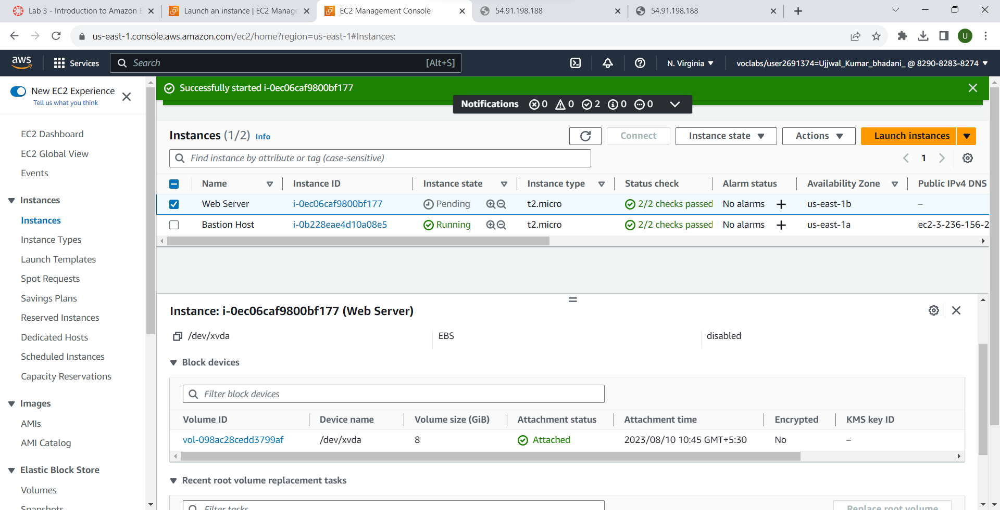 Lab 3 - Introduction to Amazon E
Launch an instance | EC2 Manage
EC2 Management Console
54.91.198.188
54.91.198.188
us-east-1.console.aws.amazon.com/ec2/home?region=us-east-1#Instances:
U
aws
Services
Search
[Alt+S]
N. Virginia
voclabs/user2691374=Ujjwal_Kumar_bhadani_ @ 8290-8283-8274
New EC2 Experience
Tell us what you think
EC2 Dashboard
EC2 Global View
Events
Instances
Instances
Instance Types
Launch Templates
Spot Requests
Savings Plans
Reserved Instances
Dedicated Hosts
Scheduled Instances
Capacity Reservations
Images
AMIs
AMI Catalog
Elastic Block Store
Volumes
Snapshots
Successfully started i-0ec06caf9800bf177
Notifications 0 0 2 0 0
Instances (1/2) Info
Connect
Instance state
Actions
Launch instances
Find instance by attribute or tag (case-sensitive)
1
Name Instance ID Instance state Instance type Status check Alarm status Availability Zone Public IPv4 DNS
Web Server i-0ec06caf9800bf177 Pending t2.micro 2/2 checks passed No alarms + us-east-1b –
Bastion Host i-0b228eae4d10a08e5 Running t2.micro 2/2 checks passed No alarms + us-east-1a ec2-3-236-156-2
Instance: i-0ec06caf9800bf177 (Web Server)
/dev/xvda EBS disabled
Block devices
Filter block devices
Volume ID Device name Volume size (GiB) Attachment status Attachment time Encrypted KMS key ID
vol-098ac28cedd3799af /dev/xvda 8 Attached 2023/08/10 10:45 GMT+5:30 No –
Recent root volume replacement tasks
Filter tasks
Replace root volume